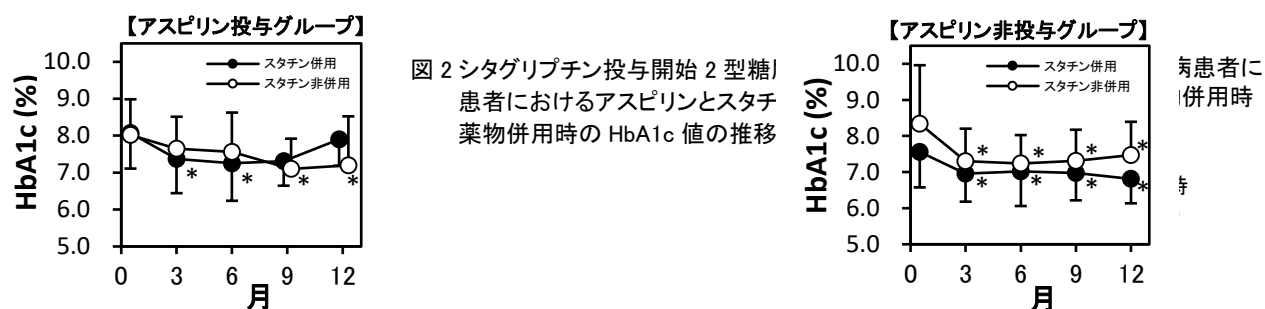 【アスピリン投与グループ】
HbA1c (%)
10.0
9.0
8.0
7.0
6.0
5.0
スタチン併用
スタチン非併用
*
*
*
*
0 3 6 9 12
月
図 2 シタグリプチン投与開始 2 型糖
患者におけるアスピリンとスタチ
薬物併用時の HbA1c 値の推移
【アスピリン非投与グループ】
HbA1c (%)
10.0
9.0
8.0
7.0
6.0
5.0
スタチン併用
スタチン非併用
*
*
*
*
*
*
*
*
0 3 6 9 12
月
病患者に
併用時